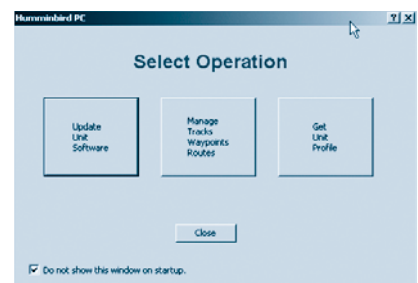 Humminbird PC
Select Operation
Update
Unit
Software
Manage
Tracks
Waypoints
Routes
Get
Unit
Profile
Close
Do not show this window on startup.